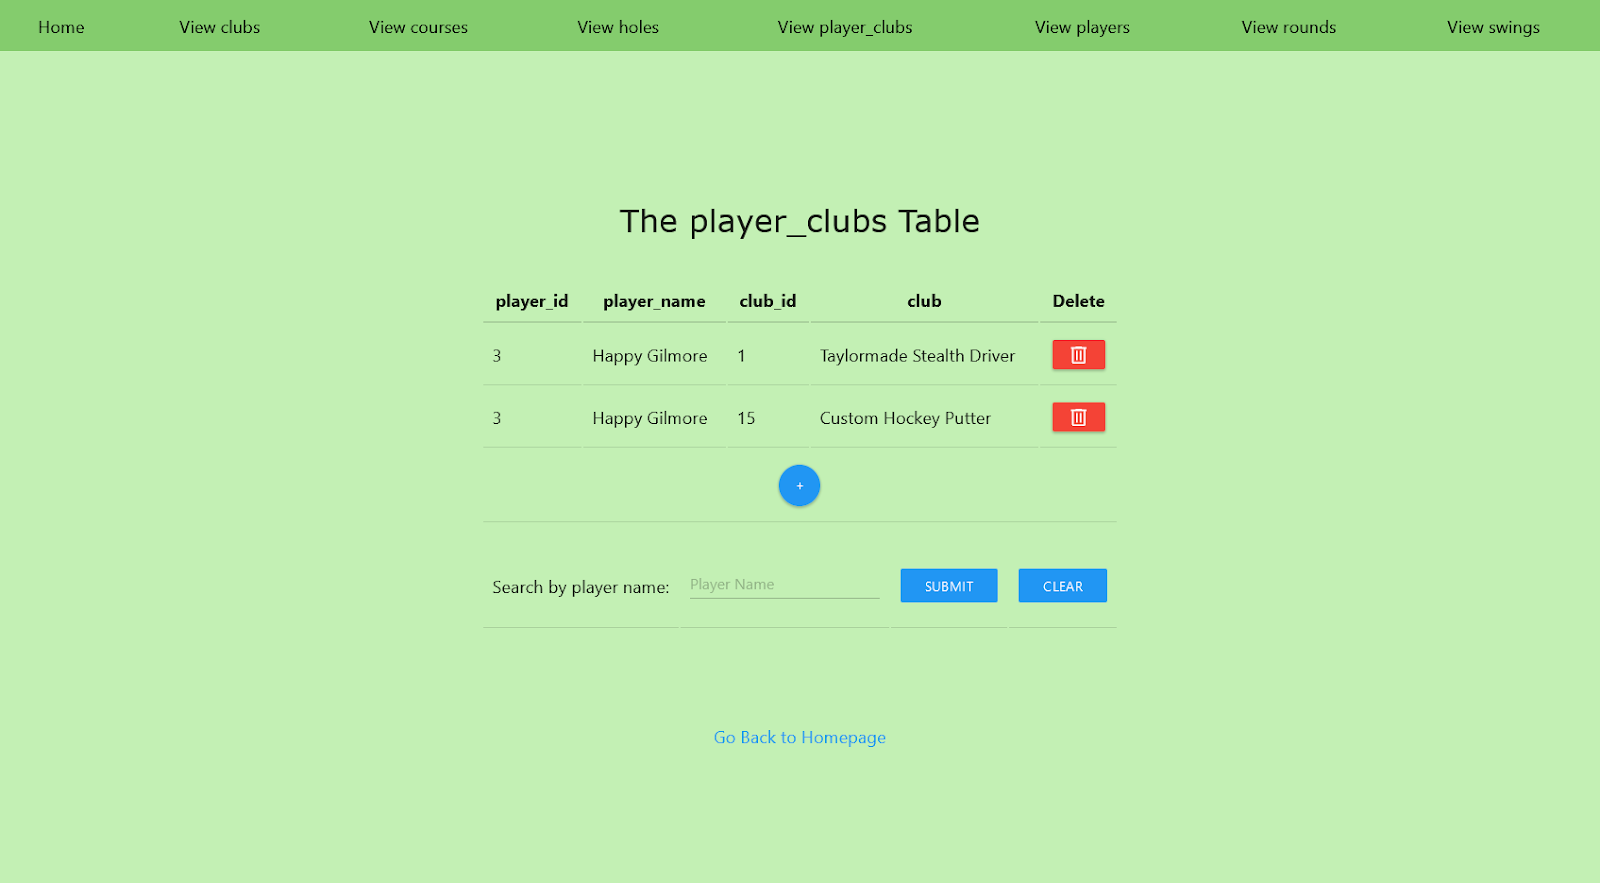 Home View clubs View courses View holes View player_clubs View players View rounds View swings
The player_clubs Table
player_id player_name club_id club Delete
3 Happy Gilmore 1 Taylormade Stealth Driver
3 Happy Gilmore 15 Custom Hockey Putter
+
Search by player name: Player Name SUBMIT CLEAR
Go Back to Homepage